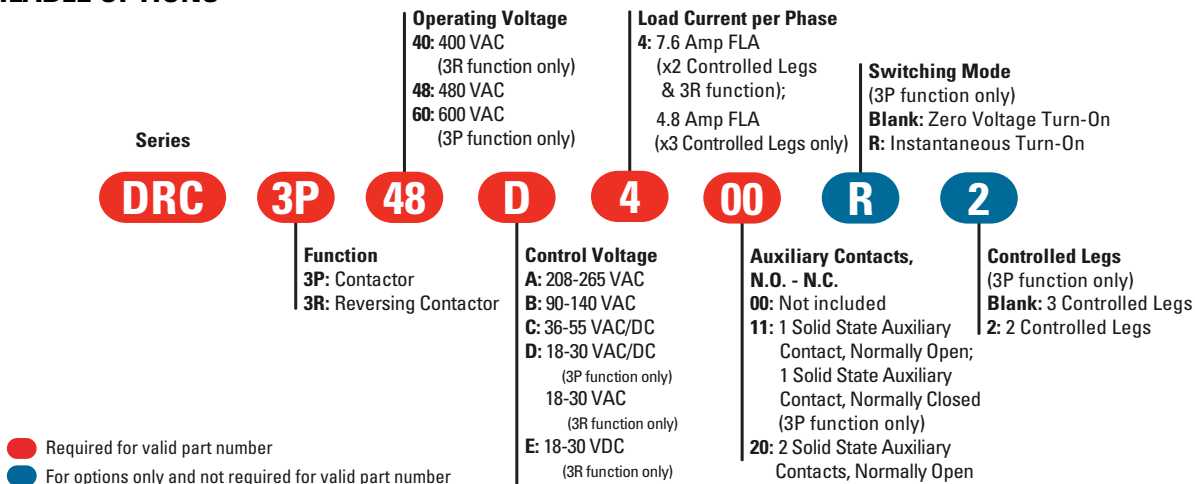 Operating Voltage
40: 400 VAC
(3R function only)
48: 480 VAC
60: 600 VAC
(3P function only)
Load Current per Phase
4: 7.6 Amp FLA
(x2 Controlled Legs
& 3R function);
4.8 Amp FLA
(x3 Controlled Legs only)
Switching Mode
(3P function only)
Blank: Zero Voltage Turn-On
R: Instantaneous Turn-On
Series
DRC 3P 48 D 4 00 R 2
Function
3P: Contactor
3R: Reversing Contactor
Control Voltage
A: 208-265 VAC
B: 90-140 VAC
C: 36-55 VAC/DC
D: 18-30 VAC/DC
(3P function only)
18-30 VAC
(3R function only)
E: 18-30 VDC
(3R function only)
Auxiliary Contacts,
N.O. - N.C.
00: Not included
11: 1 Solid State Auxiliary
Contact, Normally Open;
1 Solid State Auxiliary
Contact, Normally Closed
(3P function only)
20: 2 Solid State Auxiliary
Contacts, Normally Open
Controlled Legs
(3P function only)
Blank: 3 Controlled Legs
2: 2 Controlled Legs
Required for valid part number
For options only and not required for valid part number